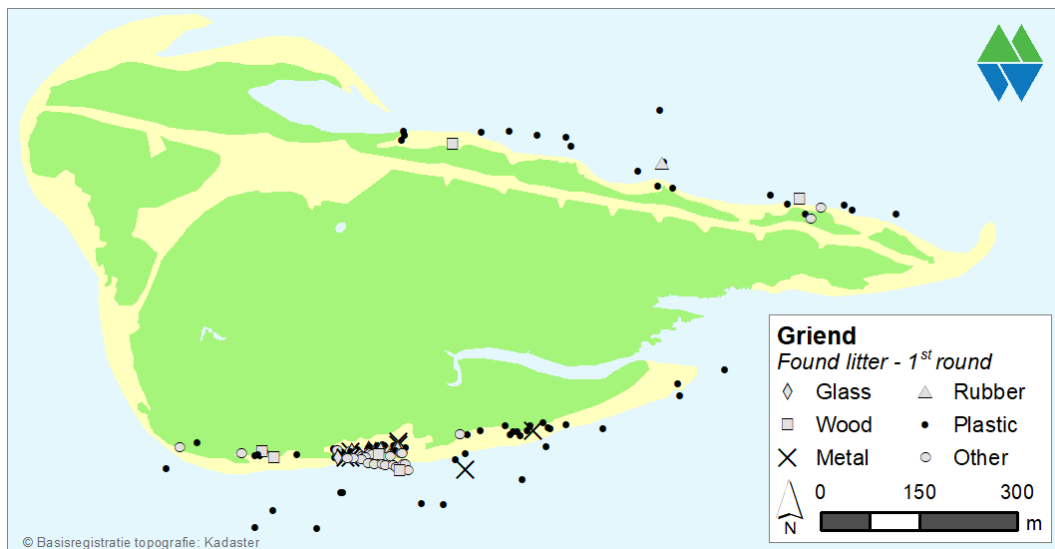 Griend
Found litter - 1st round
Glass Rubber
Wood Plastic
Metal Other
0 150 300
N m
© Basisregistratie topografie: Kadaster